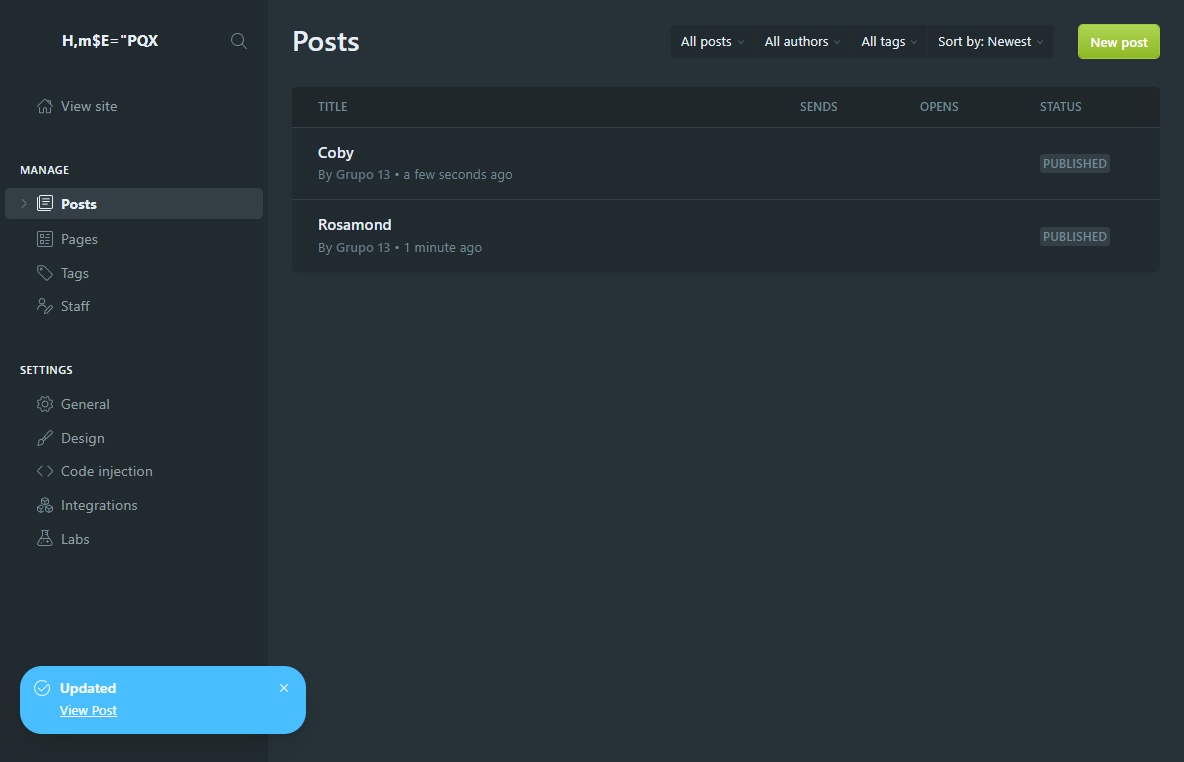 H,m$E="PQX
View site
MANAGE
Posts
Pages
Tags
Staff
SETTINGS
General
Design
Code injection
Integrations
Labs
Updated
View Post
Posts
All posts All authors All tags Sort by: Newest New post
TITLE SENDS OPENS STATUS
Coby
By Grupo 13 • a few seconds ago PUBLISHED
Rosamond
By Grupo 13 • 1 minute ago PUBLISHED